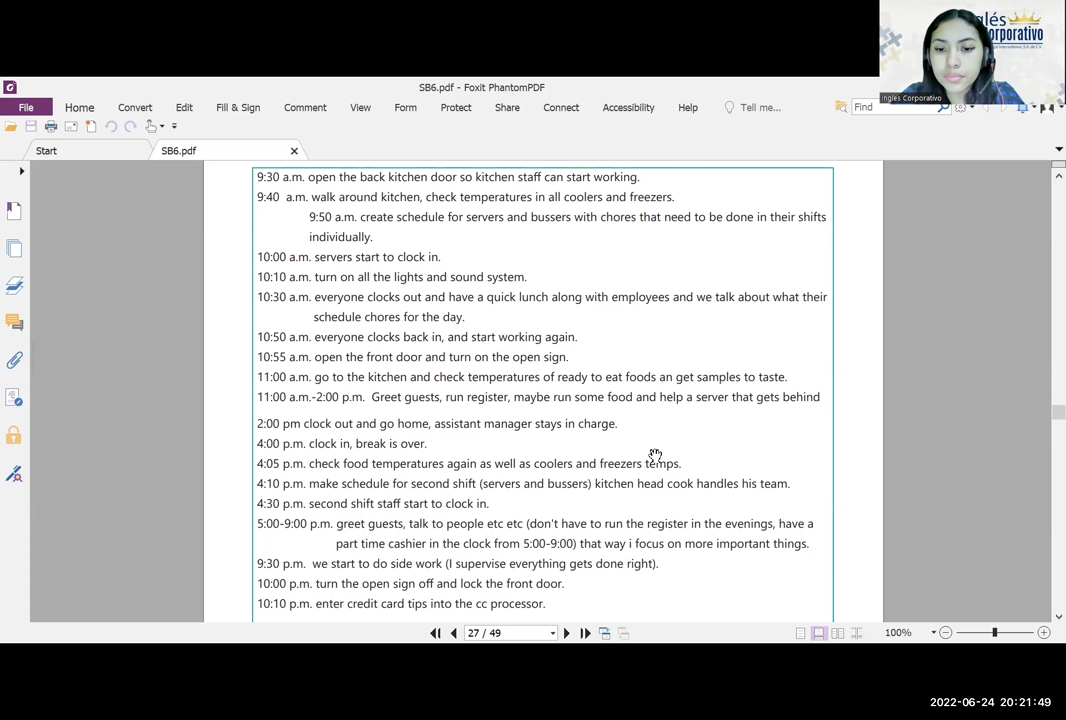 SB6.pdf - Foxit PhantomPDF
Inglés Corporativo
File Home Convert Edit Fill & Sign Comment View Form Protect Share Connect Accessibility Help Tell me... Find
Start SB6.pdf
9:30 a.m. open the back kitchen door so kitchen staff can start working.
9:40 a.m. walk around kitchen, check temperatures in all coolers and freezers.
9:50 a.m. create schedule for servers and bussers with chores that need to be done in their shifts
individually.
10:00 a.m. servers start to clock in.
10:10 a.m. turn on all the lights and sound system.
10:30 a.m. everyone clocks out and have a quick lunch along with employees and we talk about what their
schedule chores for the day.
10:50 a.m. everyone clocks back in, and start working again.
10:55 a.m. open the front door and turn on the open sign.
11:00 a.m. go to the kitchen and check temperatures of ready to eat foods an get samples to taste.
11:00 a.m.-2:00 p.m. Greet guests, run register, maybe run some food and help a server that gets behind
2:00 pm clock out and go home, assistant manager stays in charge.
4:00 p.m. clock in, break is over.
4:05 p.m. check food temperatures again as well as coolers and freezers temps.
4:10 p.m. make schedule for second shift (servers and bussers) kitchen head cook handles his team.
4:30 p.m. second shift staff start to clock in.
5:00-9:00 p.m. greet guests, talk to people etc etc (don't have to run the register in the evenings, have a
part time cashier in the clock from 5:00-9:00) that way i focus on more important things.
9:30 p.m. we start to do side work (I supervise everything gets done right).
10:00 p.m. turn the open sign off and lock the front door.
10:10 p.m. enter credit card tips into the cc processor.
27 / 49 100%
2022-06-24 20:21:49